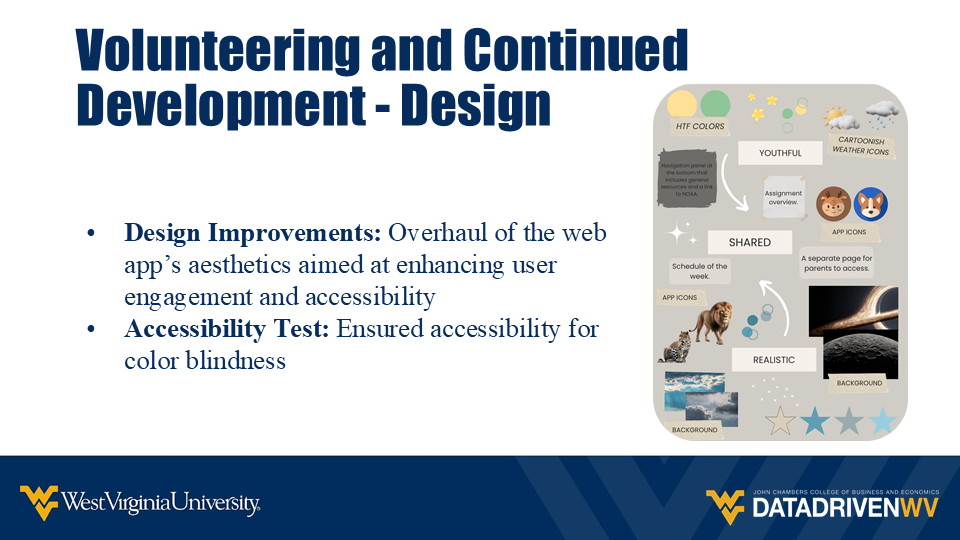 Volunteering and Continued
Development - Design
• Design Improvements: Overhaul of the web
app’s aesthetics aimed at enhancing user
engagement and accessibility
• Accessibility Test: Ensured accessibility for
color blindness
HTF COLORS
CARTOONISH
WEATHER ICONS
YOUTHFUL
Navigation panel at
the bottom that
includes general
resources and a link
to NOAA.
Assignment
overview.
APP ICONS
SHARED
Schedule of the
week.
A separate page for
parents to access.
APP ICONS
REALISTIC
BACKGROUND
BACKGROUND
WestVirginiaUniversity.
JOHN CHAMBERS COLLEGE OF BUSINESS AND ECONOMICS
DATADRIVENWV